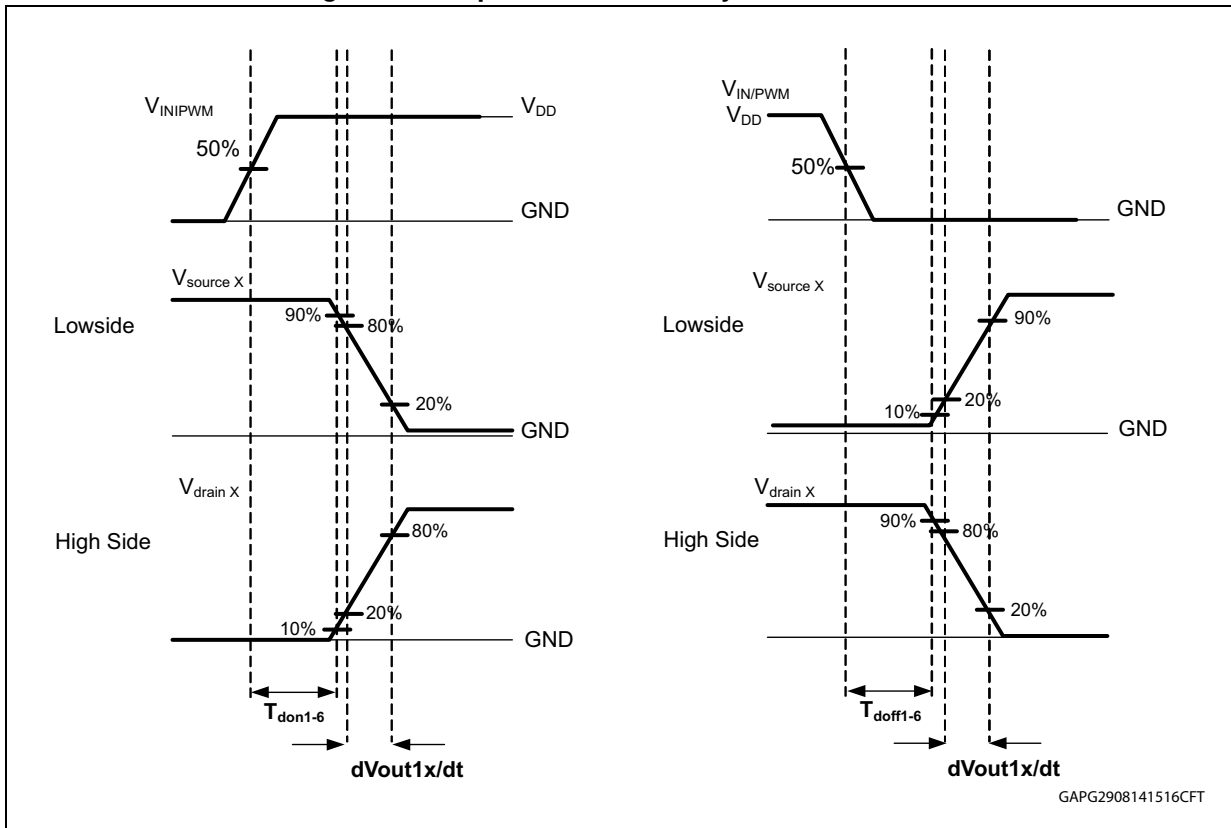 V_INIPWM
V_DD
50%
GND
V_source X
Lowside
90%
80%
20%
GND
V_drain X
High Side
80%
20%
10%
GND
T_don1-6
dVout1x/dt
V_IN/PWM
V_DD
50%
GND
V_source X
Lowside
90%
20%
10%
GND
V_drain X
High Side
90%
80%
20%
T_doff1-6
dVout1x/dt
GAPG2908141516CFT